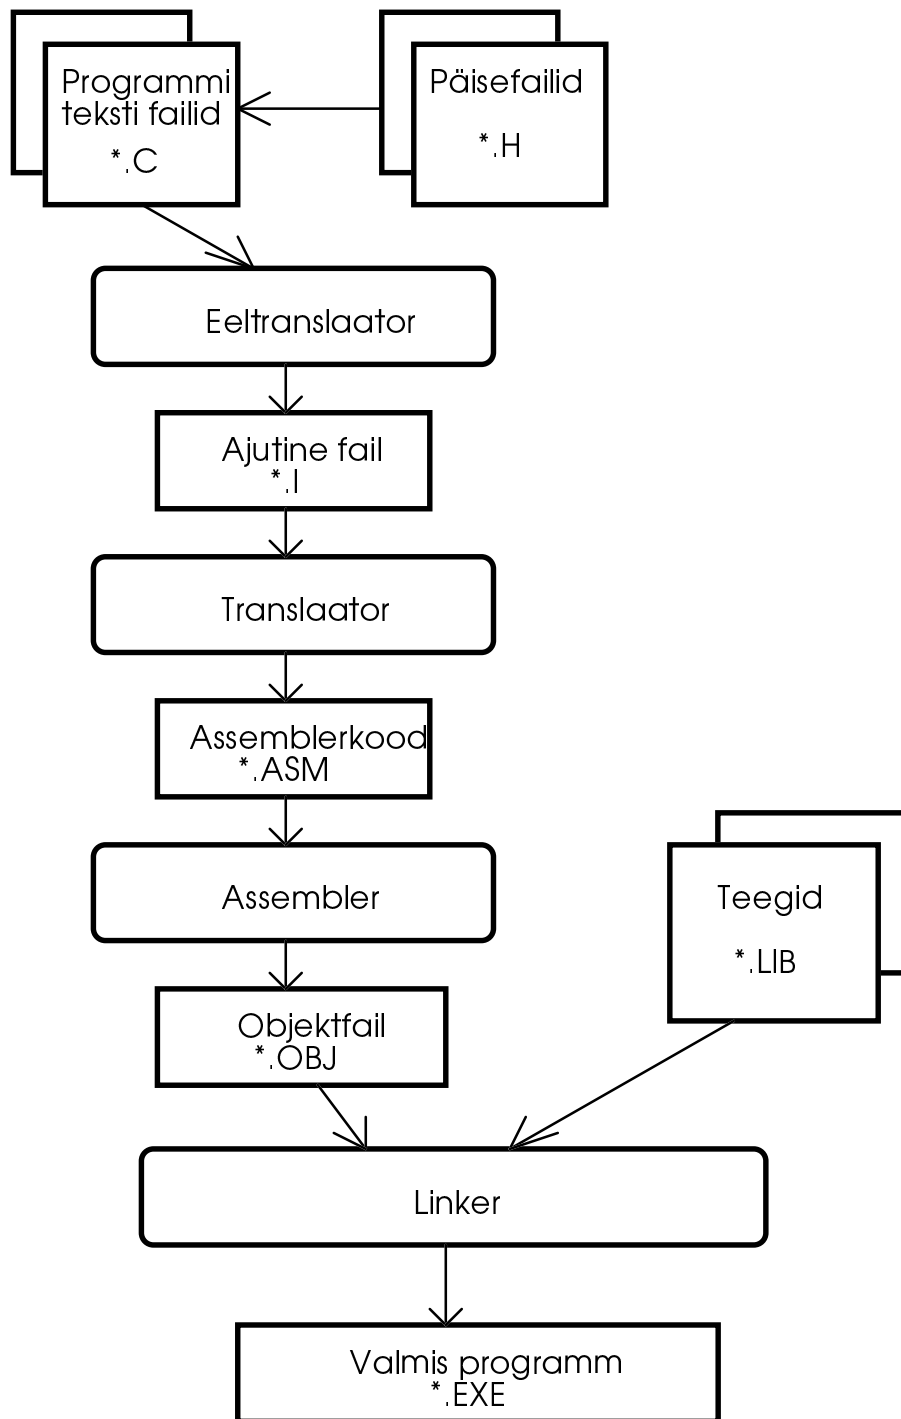 Programmi
teksti failid
*.C
Päisefailid
*.H
Eeltranslaator
Ajutine fail
*.I
Translaator
Assemblerkood
*.ASM
Assembler
Teegid
*.LIB
Objektfail
*.OBJ
Linker
Valmis programm
*.EXE